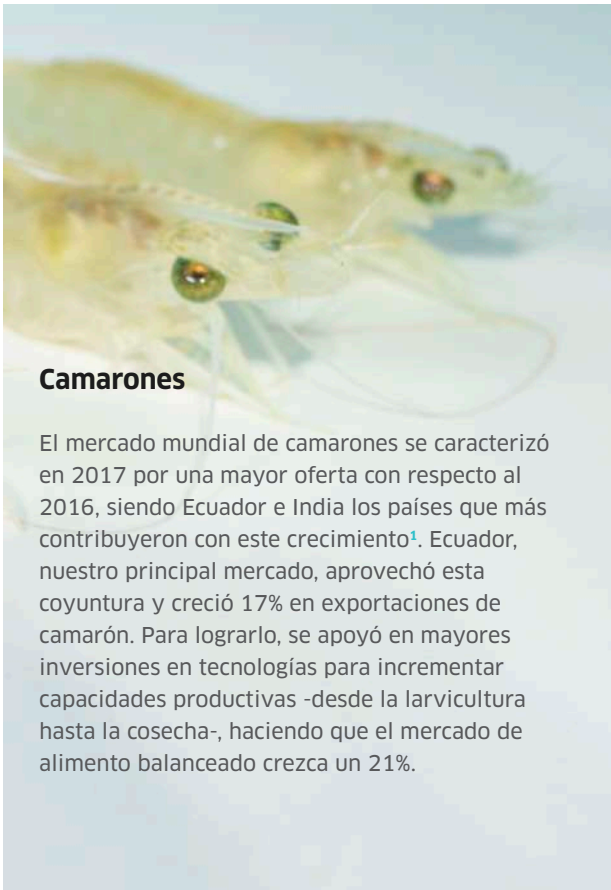 Camarones
El mercado mundial de camarones se caracterizó
en 2017 por una mayor oferta con respecto al
2016, siendo Ecuador e India los países que más
contribuyeron con este crecimiento¹. Ecuador,
nuestro principal mercado, aprovechó esta
coyuntura y creció 17% en exportaciones de
camarón. Para lograrlo, se apoyó en mayores
inversiones en tecnologías para incrementar
capacidades productivas -desde la larvicultura
hasta la cosecha-, haciendo que el mercado de
alimento balanceado crezca un 21%.